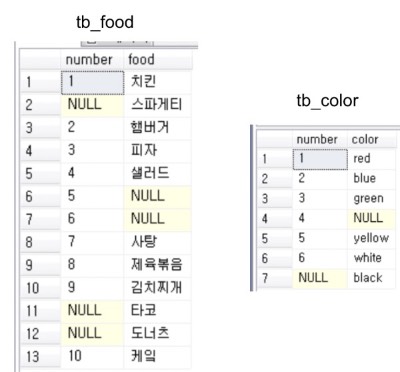 tb_food
number food
1 1 치킨
2 NULL 스파게티
3 2 햄버거
4 3 피자
5 4 샐러드
6 5 NULL
7 6 NULL
8 7 사탕
9 8 제육볶음
10 9 김치찌개
11 NULL 타코
12 NULL 도너츠
13 10 케잌
tb_color
number color
1 1 red
2 2 blue
3 3 green
4 4 NULL
5 5 yellow
6 6 white
7 NULL black